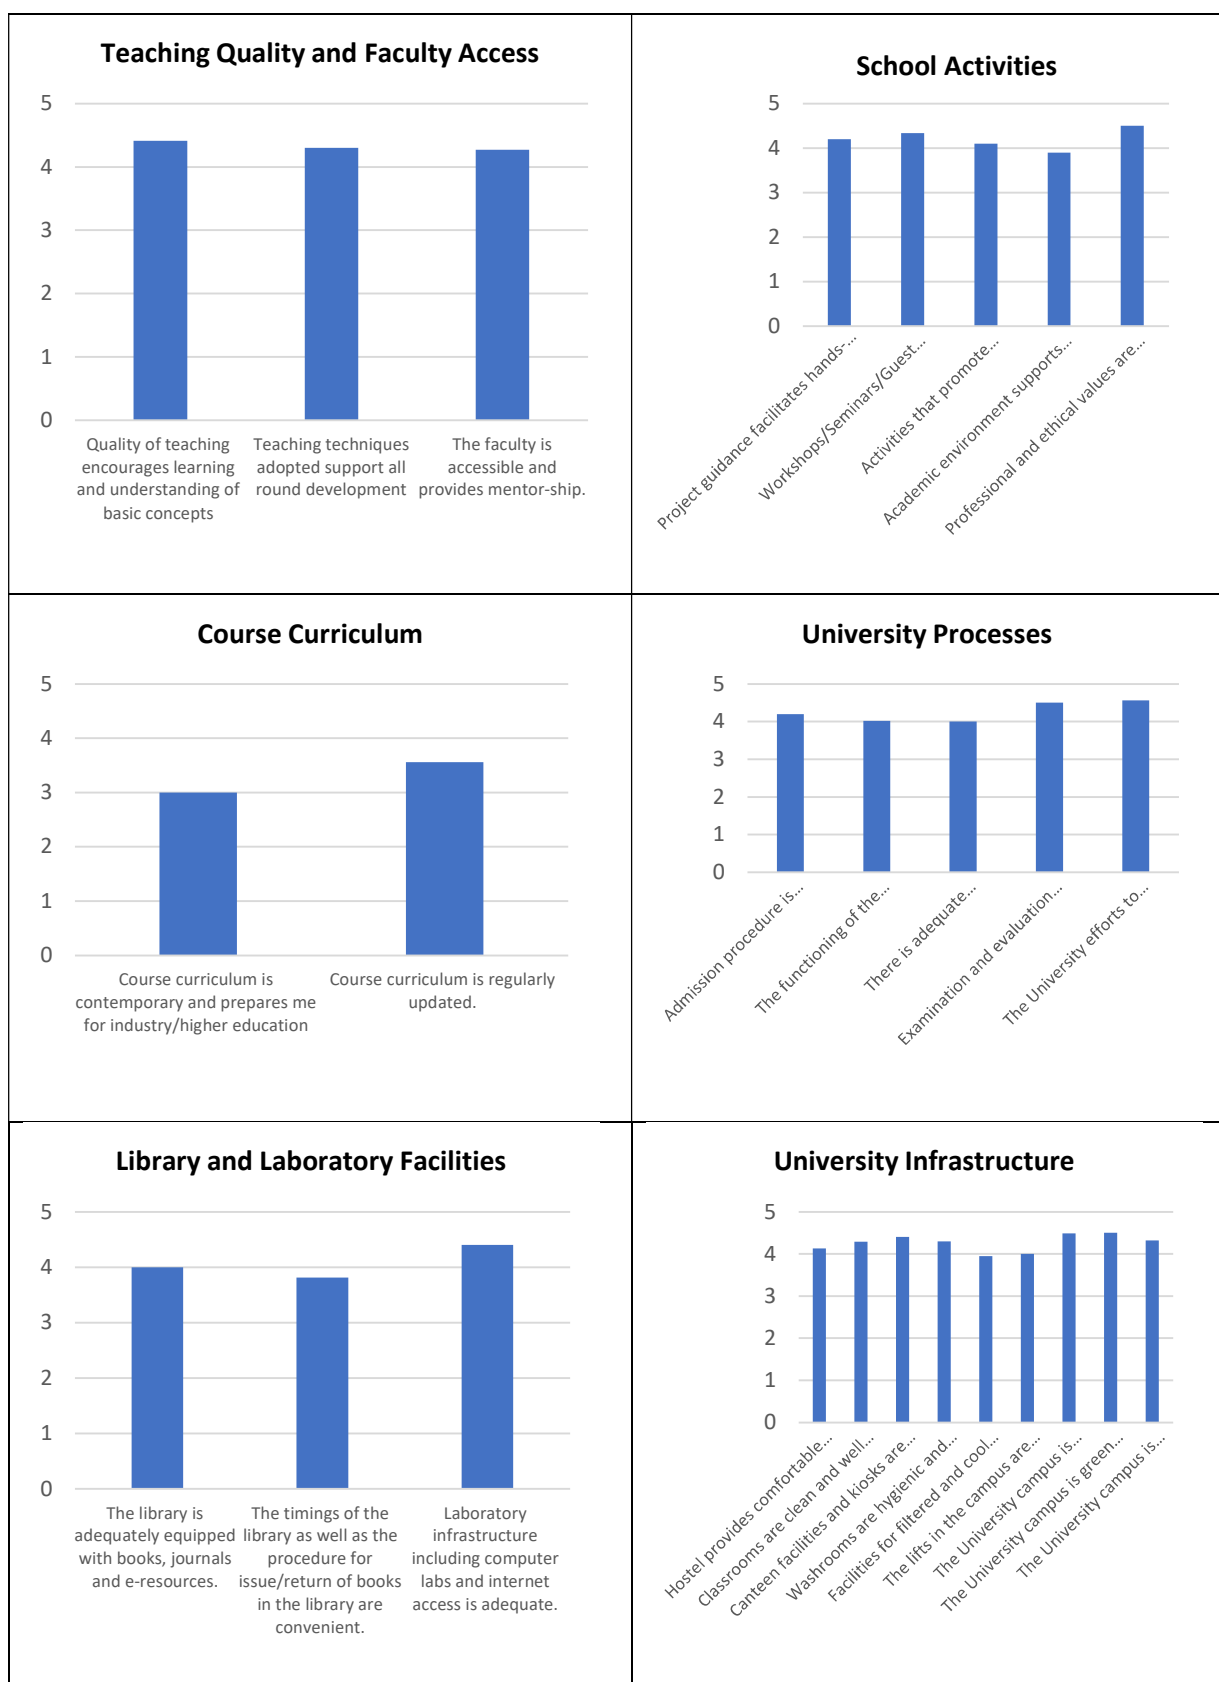 Teaching Quality and Faculty Access
5
4
3
2
1
0
Quality of teaching
encourages learning
and understanding of
basic concepts
Teaching techniques
adopted support all
round development
The faculty is
accessible and
provides mentor-ship.
School Activities
5
4
3
2
1
0
Project guidance facilitates hands-...
Workshops/Seminars/Guest...
Activities that promote...
Academic environment supports...
Professional and ethical values are...
Course Curriculum
5
4
3
2
1
0
Course curriculum is
contemporary and prepares me
for industry/higher education
Course curriculum is regularly
updated.
University Processes
5
4
3
2
1
0
Admission procedure is...
The functioning of the...
There is adequate...
Examination and evaluation...
The University efforts to...
Library and Laboratory Facilities
5
4
3
2
1
0
The library is
adequately equipped
with books, journals
and e-resources.
The timings of the
library as well as the
procedure for
issue/return of books
in the library are
convenient.
Laboratory
infrastructure
including computer
labs and internet
access is adequate.
University Infrastructure
5
4
3
2
1
0
Hostel provides comfortable...
Classrooms are clean and well...
Canteen facilities and kiosks are...
Washrooms are hygienic and...
Facilities for filtered and cool...
The lifts in the campus are...
The University campus is...
The University campus is green...
The University campus is...